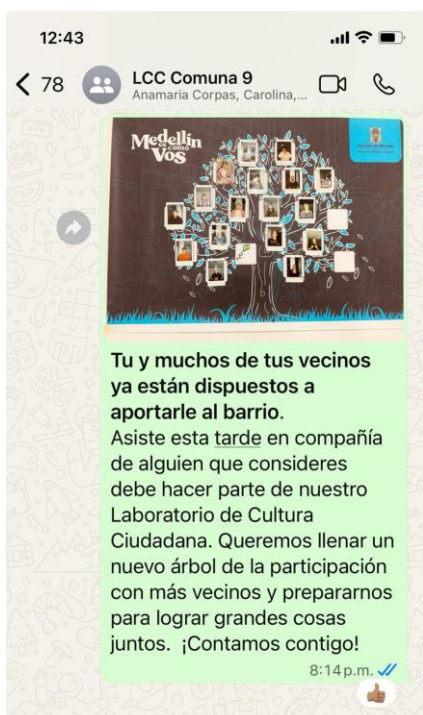 12:43
78
LCC Comuna 9
Anamaria Corpas, Carolina,...
Medellín
es como
Vos
Tu y muchos de tus vecinos
ya están dispuestos a
aportarle al barrio.
Asiste esta tarde en compañía
de alguien que consideres
debe hacer parte de nuestro
Laboratorio de Cultura
Ciudadana. Queremos llenar un
nuevo árbol de la participación
con más vecinos y prepararnos
para lograr grandes cosas
juntos. ¡Contamos contigo!
8:14 p.m.